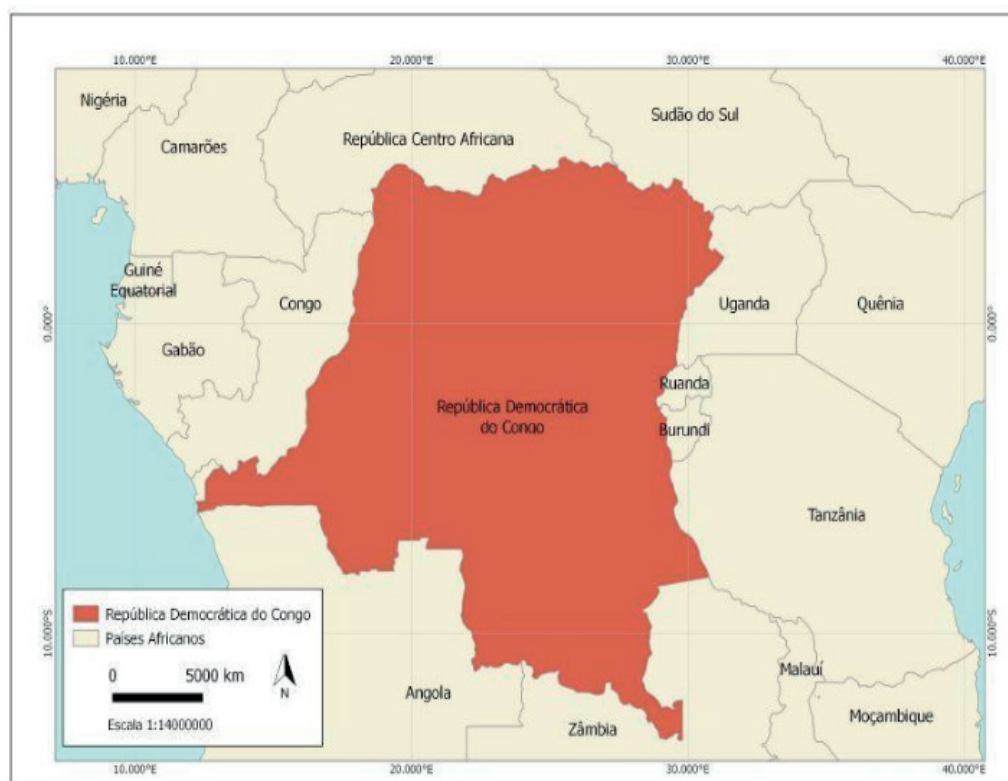 10.000°E 20.000°E 30.000°E 40.000°E
Nigéria
Camarões
República Centro Africana
Sudão do Sul
Guiné
Equatorial
Congo
Uganda
Quênia
0.000°
0.000°
Gabão
Ruanda
República Democrática
do Congo
Burundi
Tanzânia
República Democrática do Congo
Países Africanos
0 5000 km
N
Escala 1:14000000
10.000°S
10.000°S
Angola
Zâmbia
Malauí
Moçambique
10.000°E 20.000°E 30.000°E 40.000°E